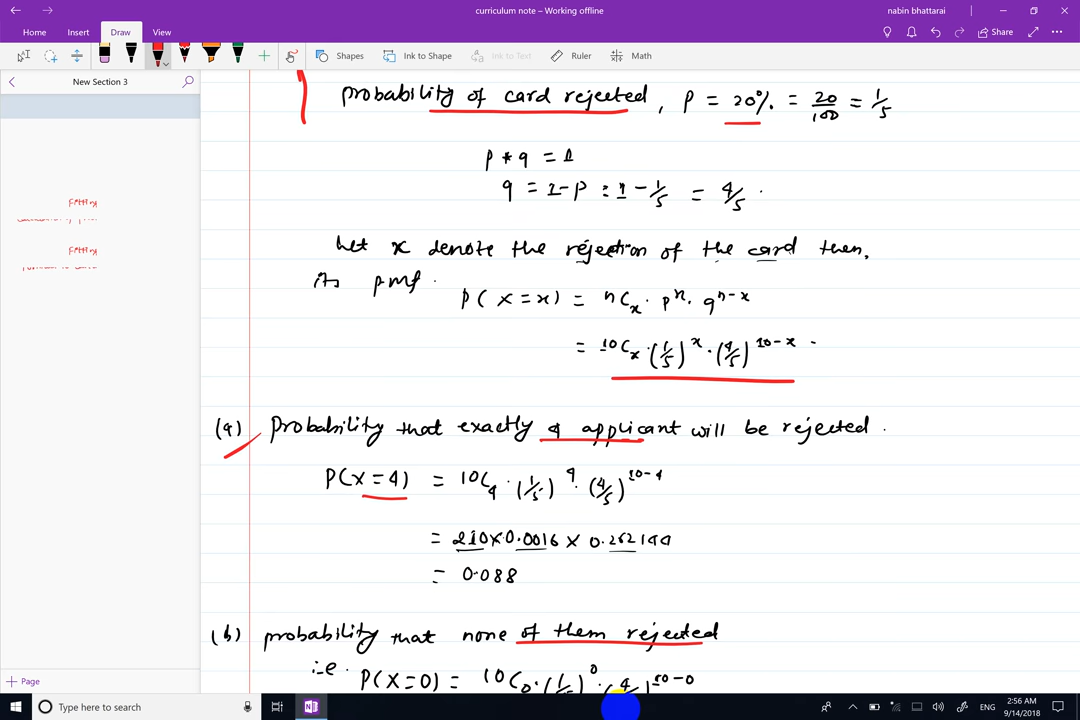 curriculum note – Working offline
nabin bhattarai
Home Insert Draw View
Share
Shapes Ink to Shape Ink to Text Ruler Math
New Section 3
probability of card rejected, p = 20% = 20/100 = 1/5
p + q = 1
q = 1-p = 1 - 1/5 = 4/5 .
Let x denote the rejection of the card then,
its pmf.
P(X=x) = nCx . p^x . q^n-x
= 10Cx . (1/5)^x . (4/5)^10-x .
(a) probability that exactly 4 applicant will be rejected.
P(X=4) = 10C4 . (1/5)^4 . (4/5)^10-4
= 210 x 0.0016 x 0.262144
= 0.088
(b) probability that none of them rejected
i.e. P(X=0) = 10C0 . (1/5)^0 . (4/5)^10-0
+ Page
Type here to search
ENG
2:56 AM
9/14/2018